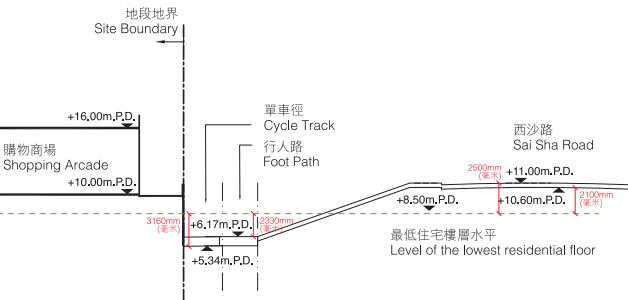 地段地界
Site Boundary
單車徑
Cycle Track
行人路
Foot Path
西沙路
Sai Sha Road
+16.00m.P.D.
購物商場
Shopping Arcade
+10.00m.P.D.
2500mm
(毫米)
+11.00m.P.D.
+8.50m.P.D.
+10.60m.P.D.
2100mm
(毫米)
3160mm
(毫米)
+6.17m.P.D.
2330mm
(毫米)
+5.34m.P.D.
最低住宅樓層水平
Level of the lowest residential floor